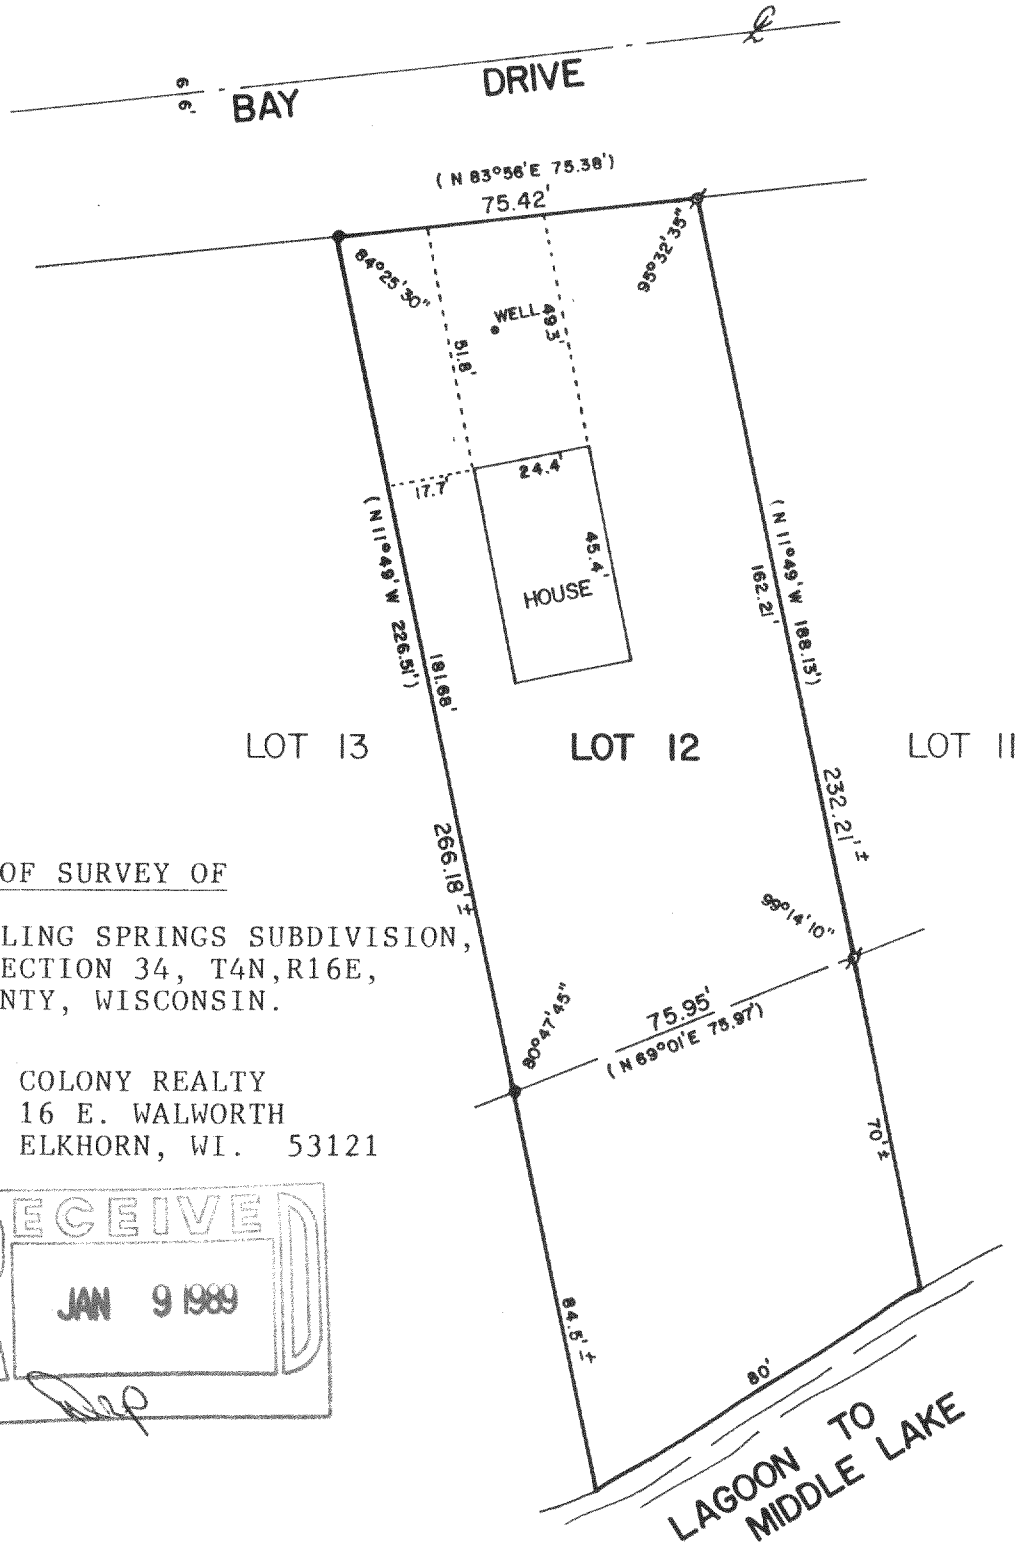 66'
BAY DRIVE
(N 83°56'E 75.38')
75.42'
84°25'30"
95°32'35"
WELL
49.3'
51.8'
17.7'
24.4'
45.4'
HOUSE
(N 11°49'W 226.51')
181.68'
(N 11°49'W 188.13')
162.21'
LOT 13
LOT 12
LOT 11
266.18'±
232.21'±
OF SURVEY OF
LING SPRINGS SUBDIVISION,
ECTION 34, T4N,R16E,
NTY, WISCONSIN.
99°14'10"
80°47'45"
75.95'
(N 69°01'E 75.97')
COLONY REALTY
16 E. WALWORTH
ELKHORN, WI. 53121
70'±
84.5'±
80'
ECEIVED
JAN 9 1989
LAGOON TO
MIDDLE LAKE